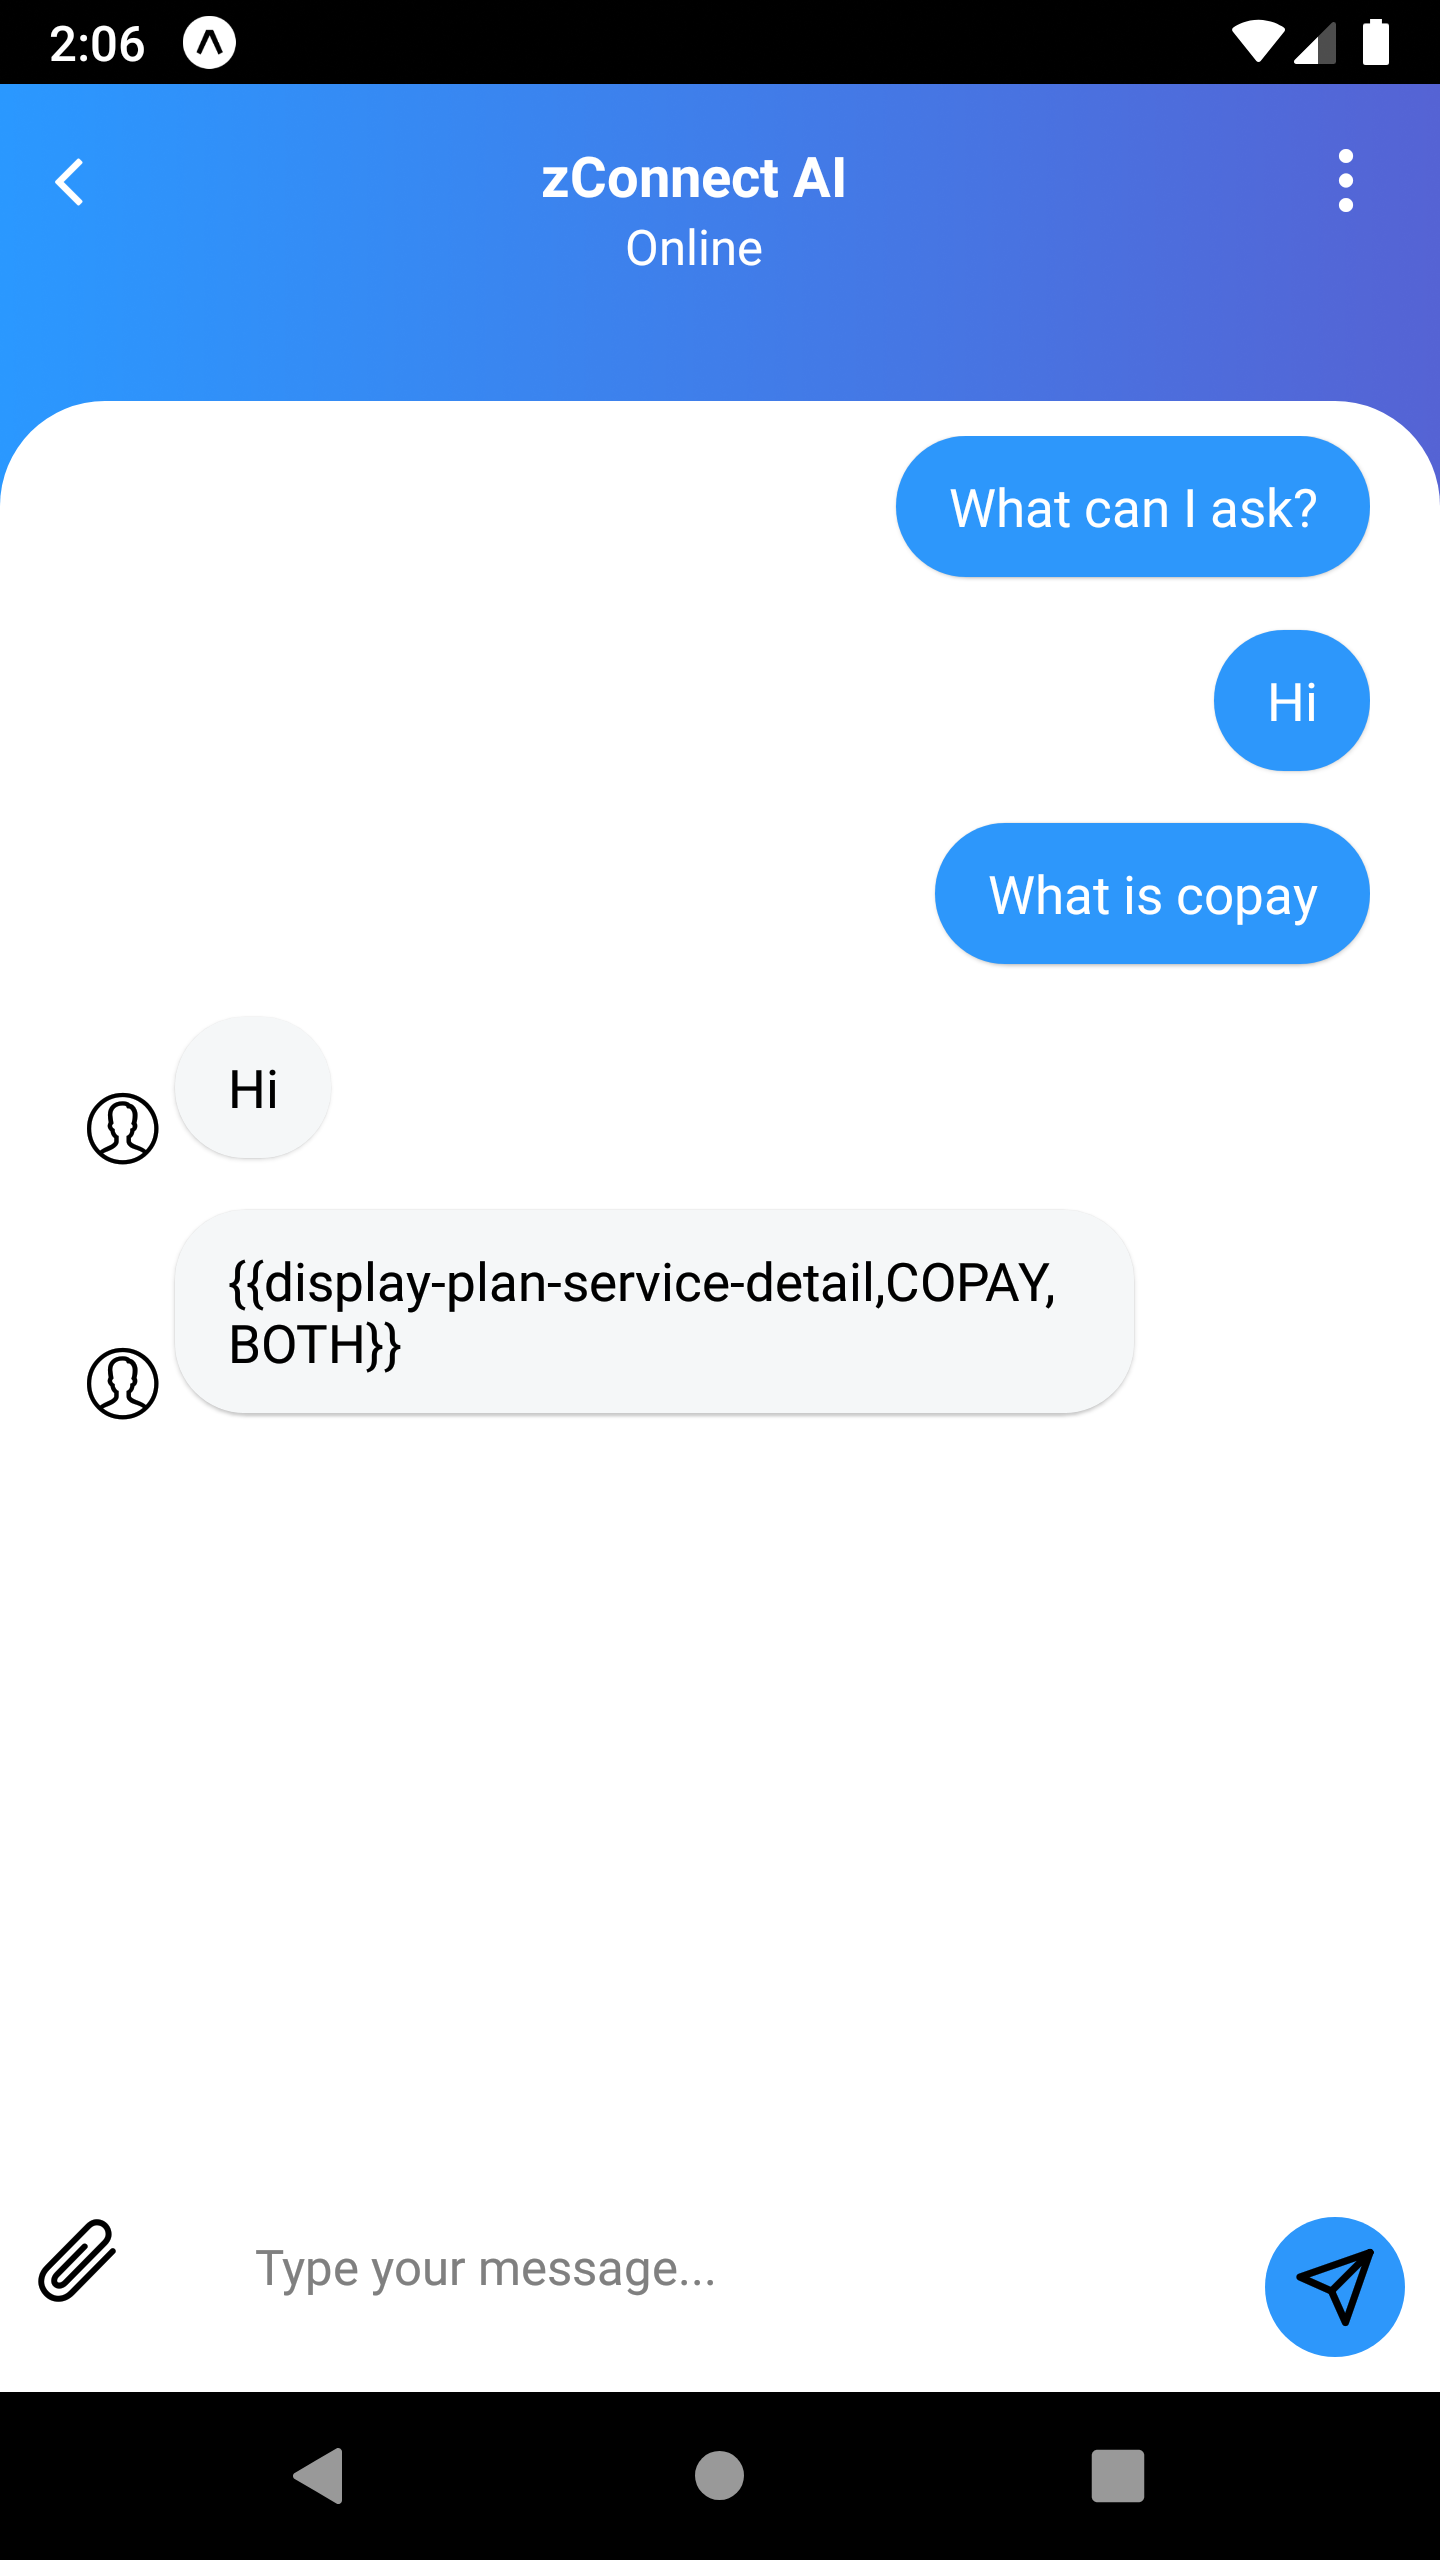 2:06
zConnect AI
Online
What can I ask?
Hi
What is copay
Hi
{{display-plan-service-detail,COPAY,
BOTH}}
Type your message...